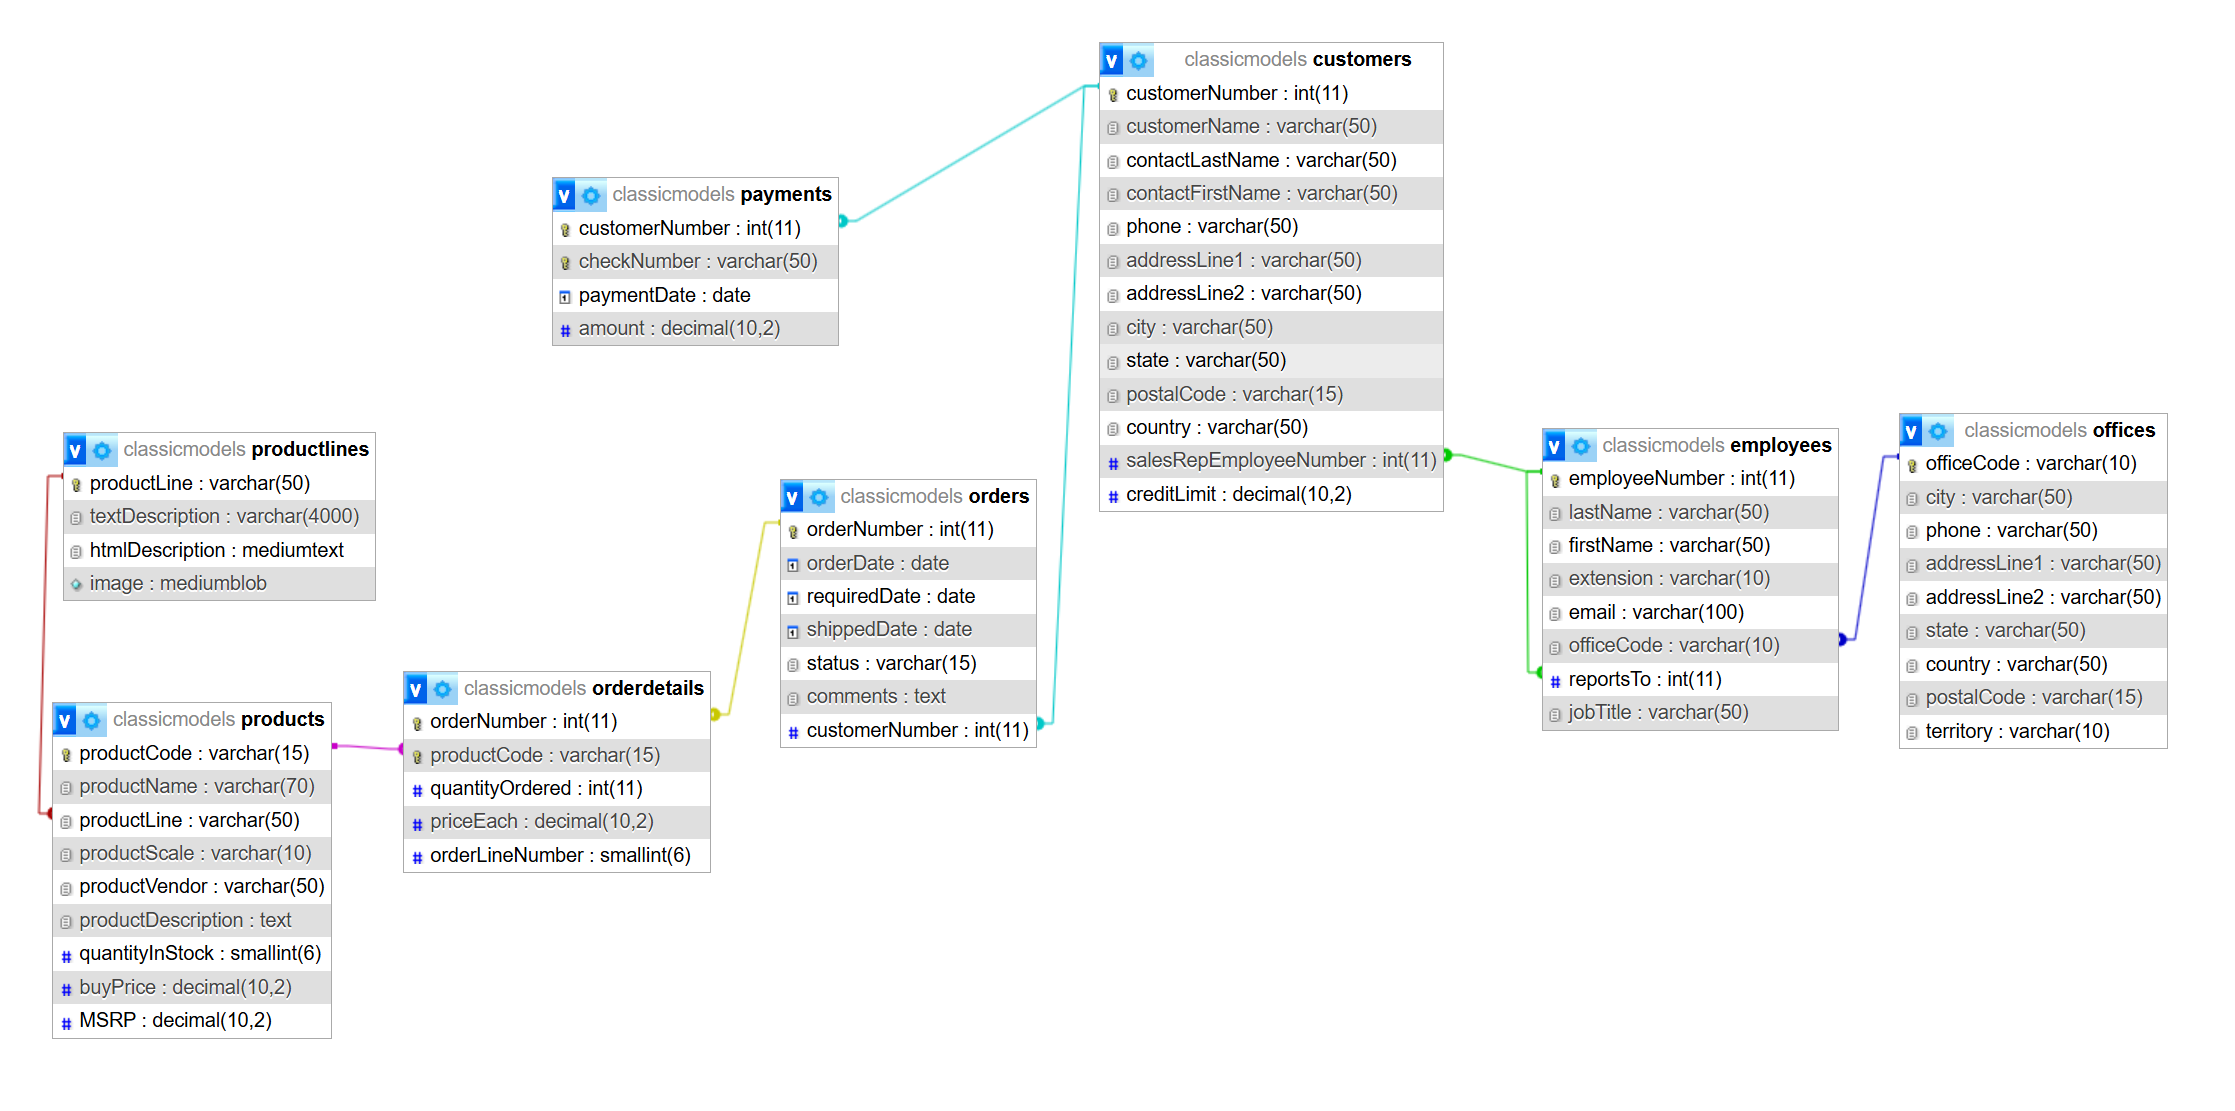 v classicmodels customers
customerNumber : int(11)
customerName : varchar(50)
contactLastName : varchar(50)
contactFirstName : varchar(50)
phone : varchar(50)
addressLine1 : varchar(50)
addressLine2 : varchar(50)
city : varchar(50)
state : varchar(50)
postalCode : varchar(15)
country : varchar(50)
# salesRepEmployeeNumber : int(11)
# creditLimit : decimal(10,2)
v classicmodels payments
customerNumber : int(11)
checkNumber : varchar(50)
paymentDate : date
# amount : decimal(10,2)
v classicmodels productlines
productLine : varchar(50)
textDescription : varchar(4000)
htmlDescription : mediumtext
image : mediumblob
v classicmodels orders
orderNumber : int(11)
orderDate : date
requiredDate : date
shippedDate : date
status : varchar(15)
comments : text
# customerNumber : int(11)
v classicmodels employees
employeeNumber : int(11)
lastName : varchar(50)
firstName : varchar(50)
extension : varchar(10)
email : varchar(100)
officeCode : varchar(10)
# reportsTo : int(11)
jobTitle : varchar(50)
v classicmodels offices
officeCode : varchar(10)
city : varchar(50)
phone : varchar(50)
addressLine1 : varchar(50)
addressLine2 : varchar(50)
state : varchar(50)
country : varchar(50)
postalCode : varchar(15)
territory : varchar(10)
v classicmodels products
productCode : varchar(15)
productName : varchar(70)
productLine : varchar(50)
productScale : varchar(10)
productVendor : varchar(50)
productDescription : text
# quantityInStock : smallint(6)
# buyPrice : decimal(10,2)
# MSRP : decimal(10,2)
v classicmodels orderdetails
orderNumber : int(11)
productCode : varchar(15)
# quantityOrdered : int(11)
# priceEach : decimal(10,2)
# orderLineNumber : smallint(6)